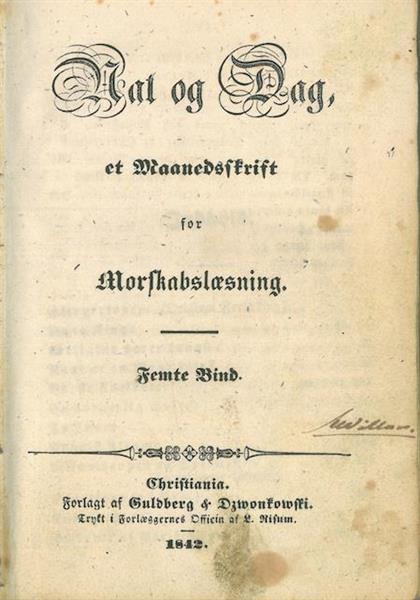 Nat og Dag,
et Maanedsskrift
for
Morskabslæsning.
Femte Bind.
Christiania.
Forlagt af Guldberg & Dzwonkowski.
Trykt i Forlæggernes Officin af L. Risum.
1842.